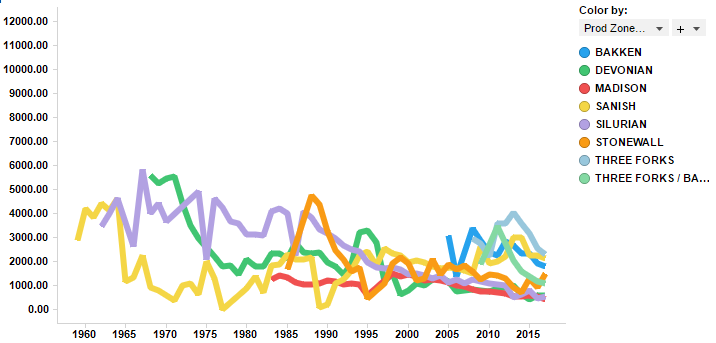 Color by:
Prod Zone... +
12000.00
11000.00
10000.00
9000.00
8000.00
7000.00
6000.00
5000.00
4000.00
3000.00
2000.00
1000.00
0.00
1960 1965 1970 1975 1980 1985 1990 1995 2000 2005 2010 2015
BAKKEN
DEVONIAN
MADISON
SANISH
SILURIAN
STONEWALL
THREE FORKS
THREE FORKS / BA...